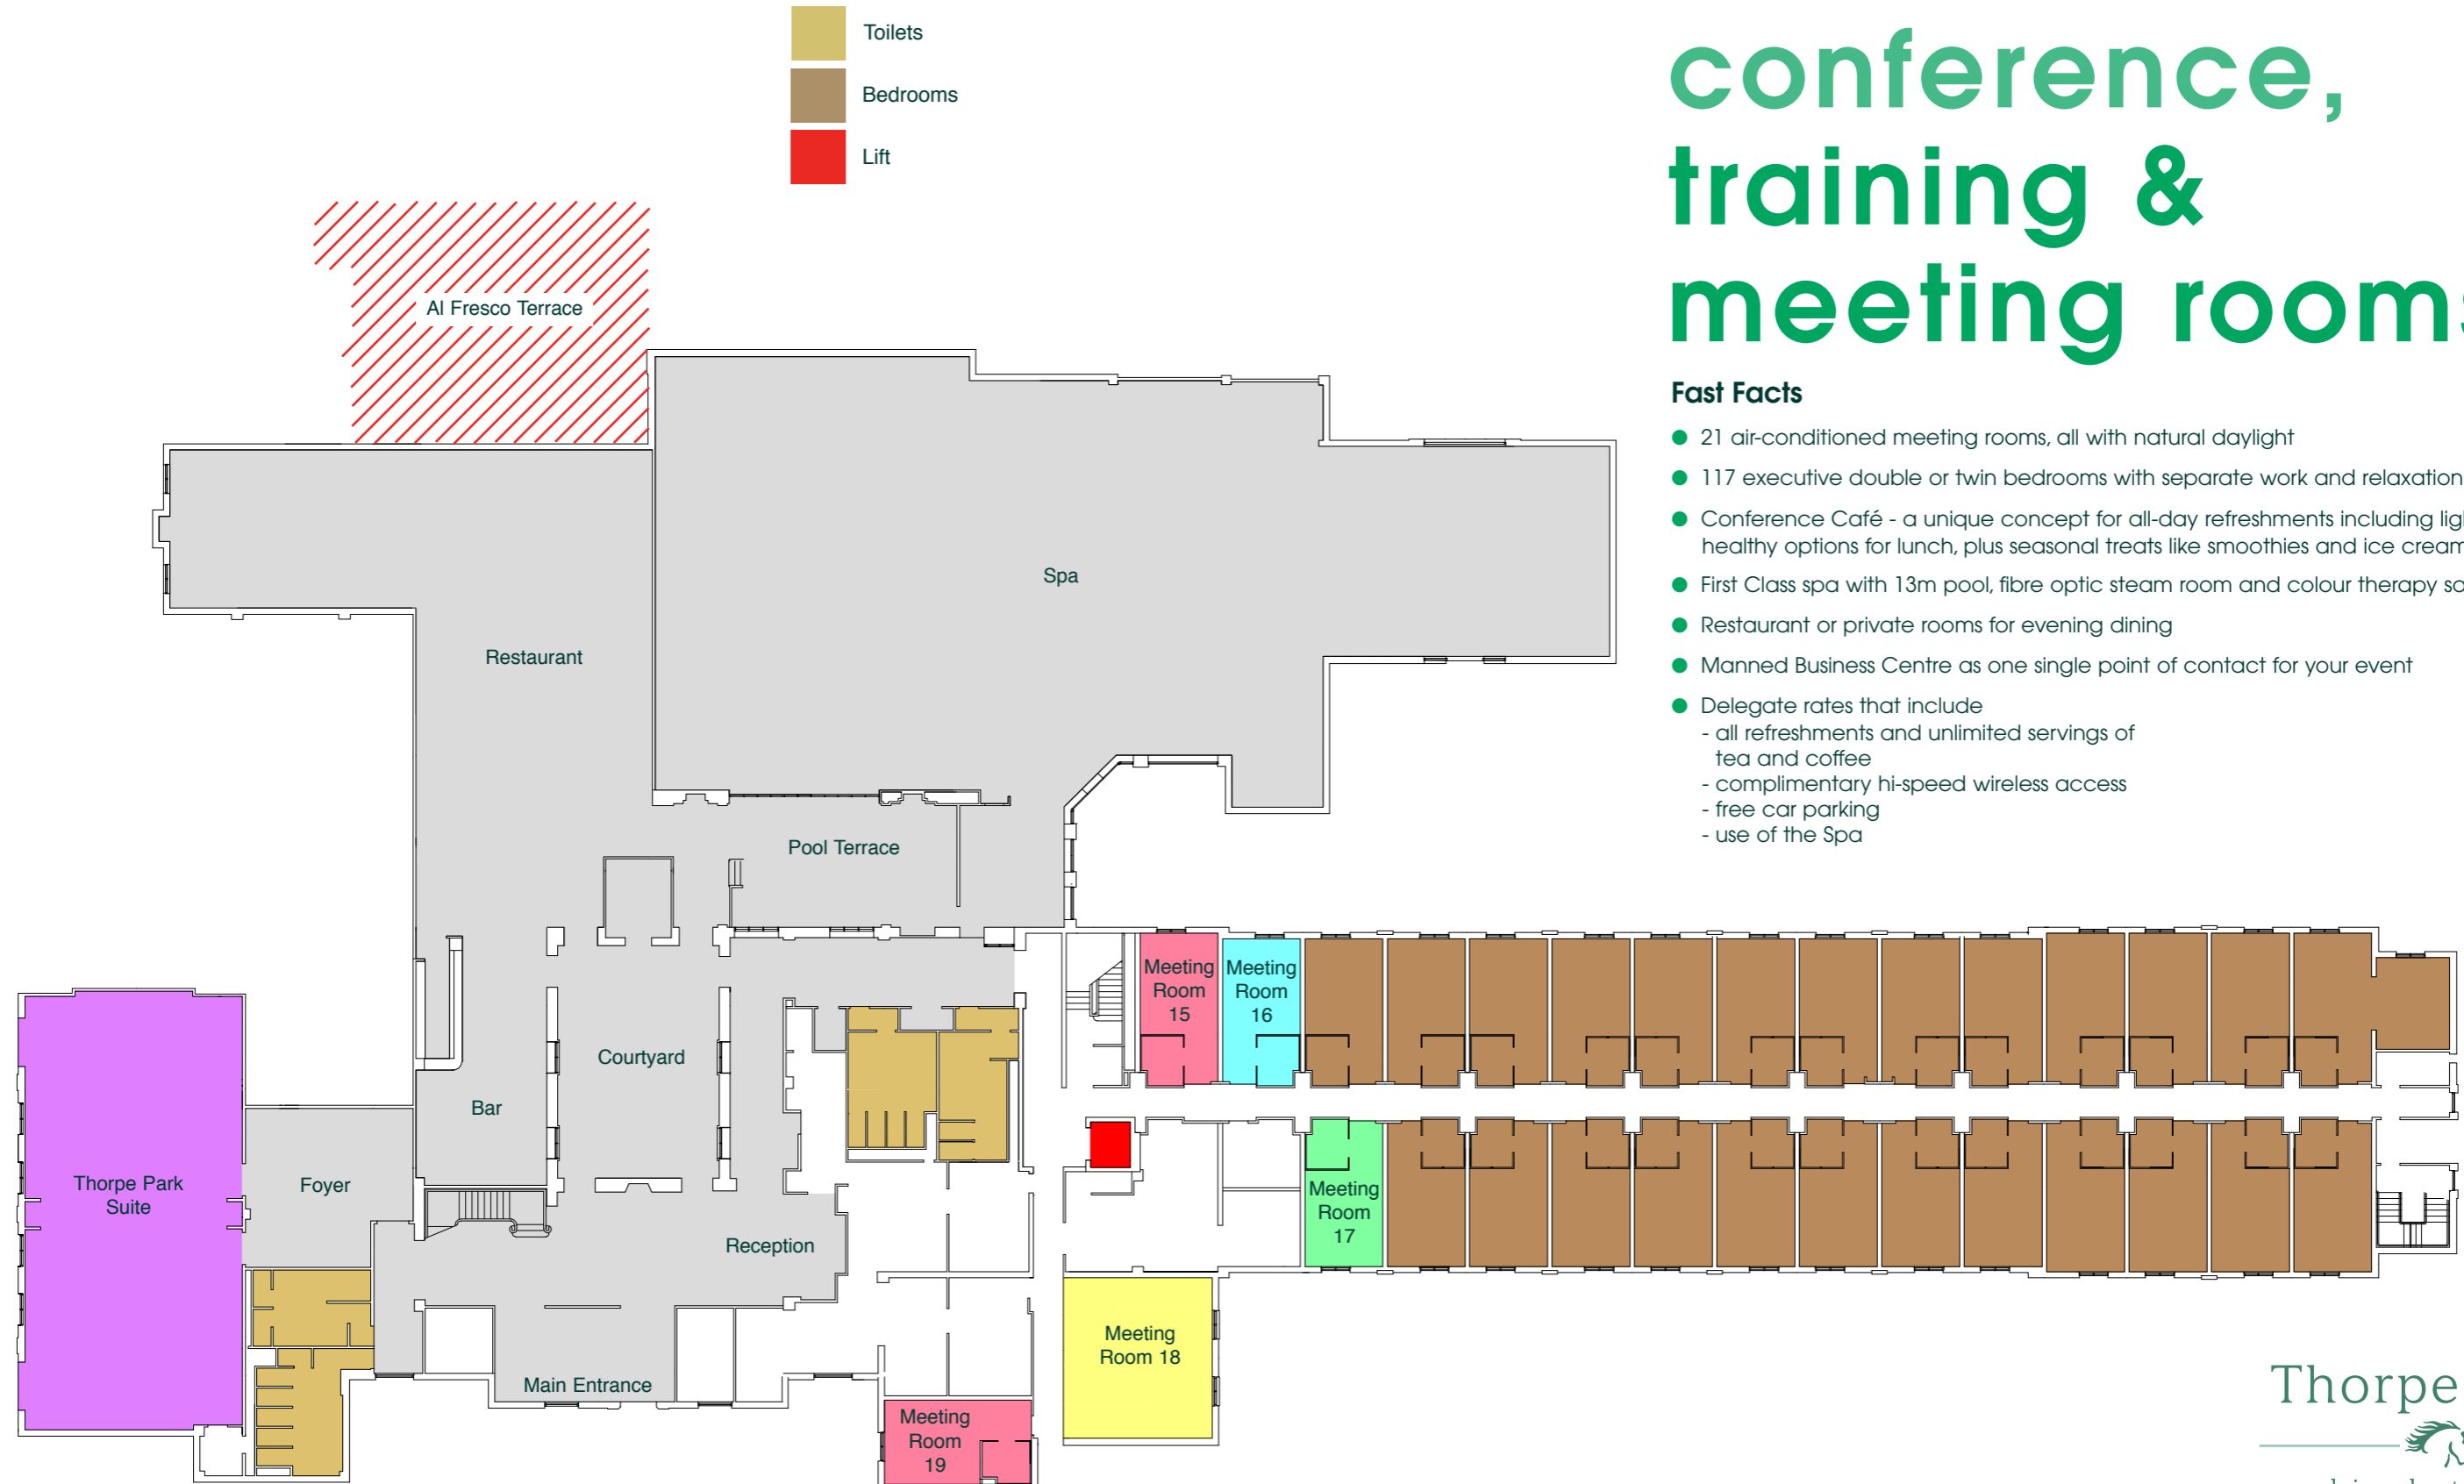 Toilets
Bedrooms
Lift
conference,
training &
meeting rooms
Fast Facts
● 21 air-conditioned meeting rooms, all with natural daylight
● 117 executive double or twin bedrooms with separate work and relaxation
● Conference Café - a unique concept for all-day refreshments including
healthy options for lunch, plus seasonal treats like smoothies and ice cream
● First Class spa with 13m pool, fibre optic steam room and colour therapy
● Restaurant or private rooms for evening dining
● Manned Business Centre as one single point of contact for your event
● Delegate rates that include
- all refreshments and unlimited servings of
tea and coffee
- complimentary hi-speed wireless access
- free car parking
- use of the Spa
Al Fresco Terrace
Spa
Restaurant
Pool Terrace
Meeting
Room
15
Meeting
Room
16
Courtyard
Bar
Thorpe Park
Suite
Foyer
Meeting
Room
17
Reception
Meeting
Room 18
Main Entrance
Meeting
Room
19
Thorpe